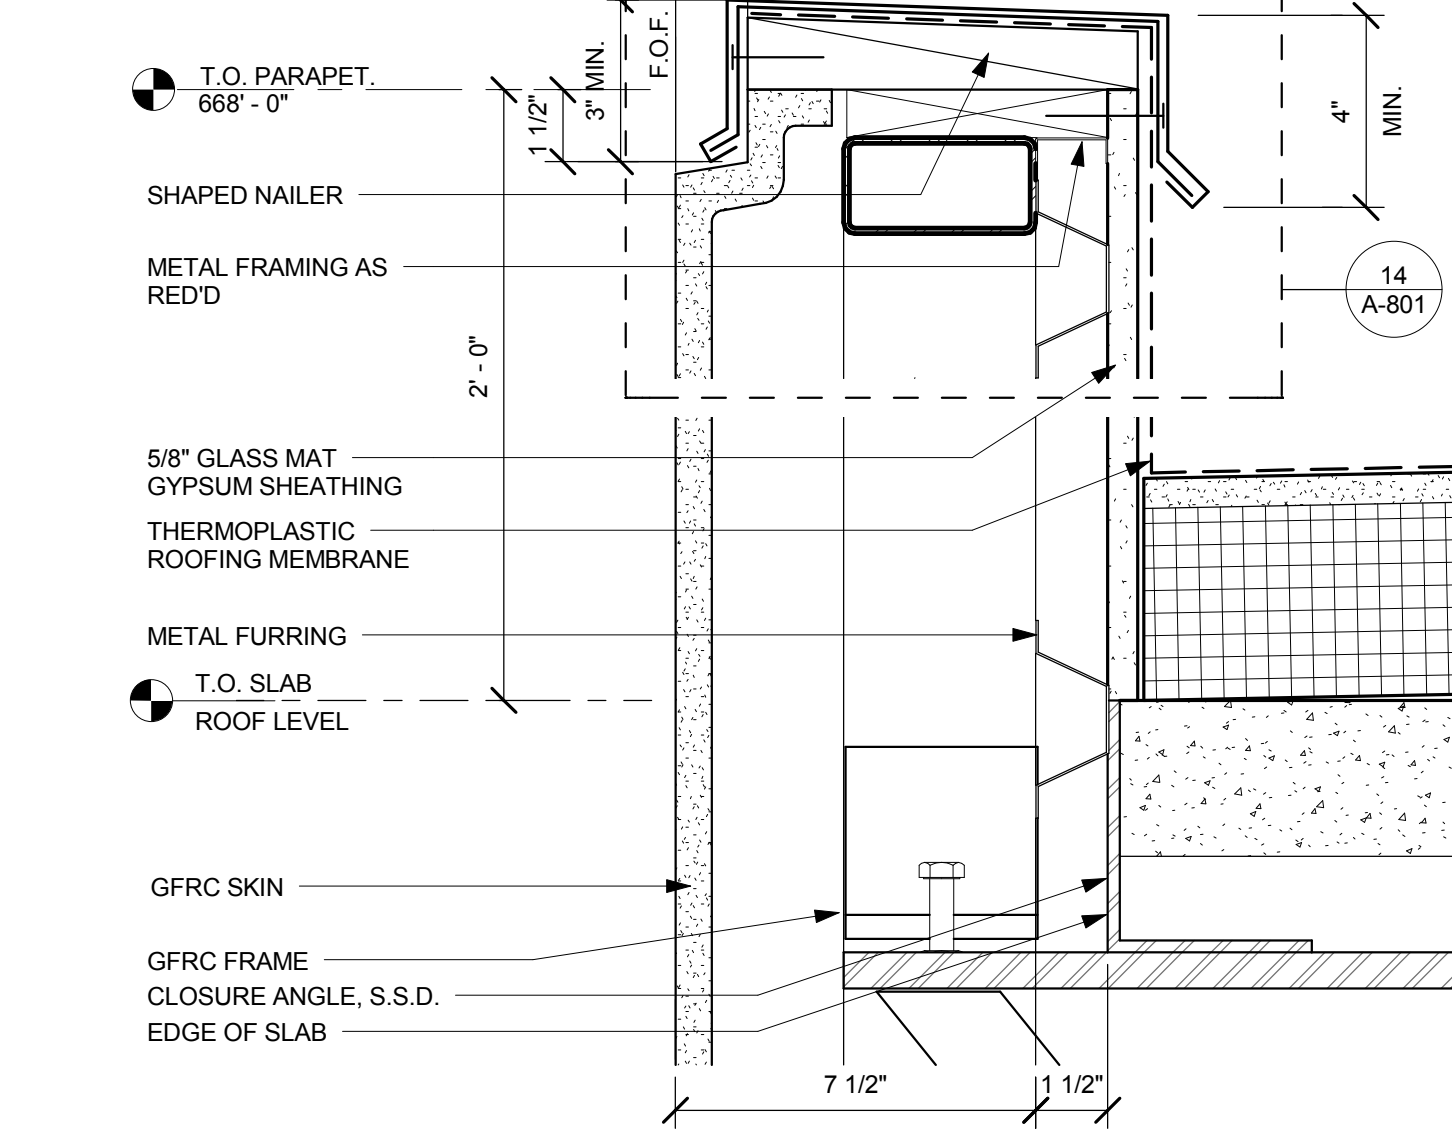 T.O. PARAPET.
668' - 0"
1 1/2"
3" MIN.
F.O.F.
4"
MIN.
SHAPED NAILER
METAL FRAMING AS
RED'D
14
A-801
2' - 0"
5/8" GLASS MAT
GYPSUM SHEATHING
THERMOPLASTIC
ROOFING MEMBRANE
METAL FURRING
T.O. SLAB
ROOF LEVEL
GFRC SKIN
GFRC FRAME
CLOSURE ANGLE, S.S.D.
EDGE OF SLAB
7 1/2"
1 1/2"